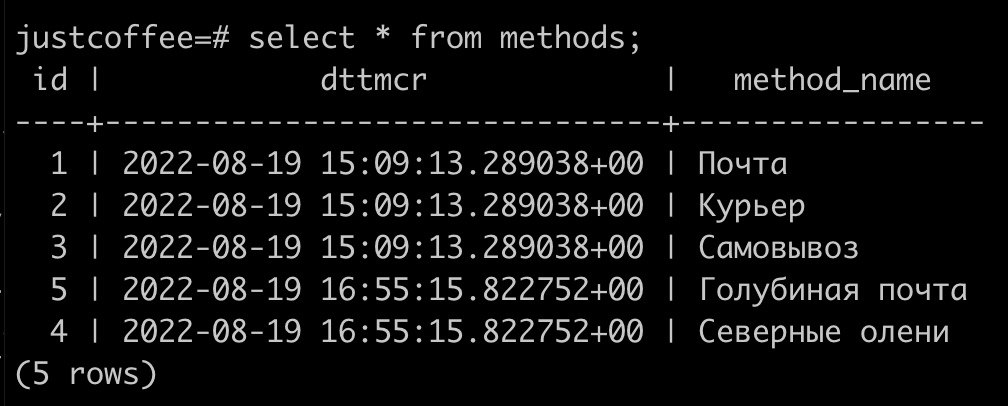 justcoffee=# select * from methods;
 id |            dttmcr             |   method_name
----+-------------------------------+-----------------
  1 | 2022-08-19 15:09:13.289038+00 | Почта
  2 | 2022-08-19 15:09:13.289038+00 | Курьер
  3 | 2022-08-19 15:09:13.289038+00 | Самовывоз
  5 | 2022-08-19 16:55:15.822752+00 | Голубиная почта
  4 | 2022-08-19 16:55:15.822752+00 | Северные олени
(5 rows)